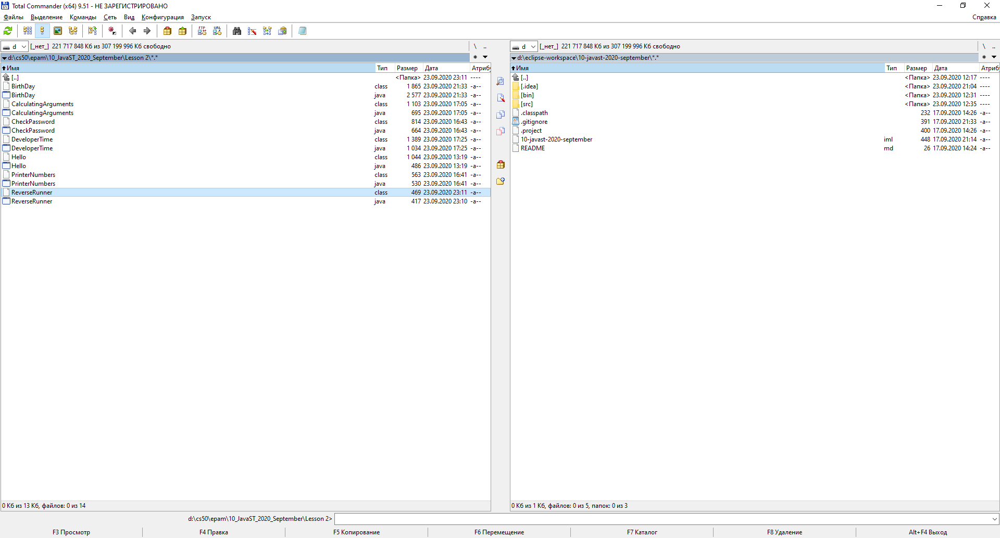 Total Commander (x64) 9.51 - НЕ ЗАРЕГИСТРИРОВАНО
Файлы Выделение Команды Сеть Вид Конфигурация Запуск Справка
FTP URL
d [_нет_] 221 717 848 Кб из 307 199 996 Кб свободно \ ..
d:\cs50\epam\10_JavaST_2020_September\Lesson 2\*.* * 
Имя Тип Размер Дата Атрибу
[..] <Папка> 23.09.2020 23:11 ----
BirthDay class 1 865 23.09.2020 21:33 -a--
BirthDay java 2 577 23.09.2020 21:33 -a--
CalculatingArguments class 1 103 23.09.2020 17:05 -a--
CalculatingArguments java 695 23.09.2020 17:05 -a--
CheckPassword class 814 23.09.2020 16:43 -a--
CheckPassword java 664 23.09.2020 16:43 -a--
DeveloperTime class 1 389 23.09.2020 17:25 -a--
DeveloperTime java 1 034 23.09.2020 17:25 -a--
Hello class 1 044 23.09.2020 13:19 -a--
Hello java 486 23.09.2020 13:19 -a--
PrinterNumbers class 563 23.09.2020 16:41 -a--
PrinterNumbers java 530 23.09.2020 16:41 -a--
ReverseRunner class 469 23.09.2020 23:11 -a--
ReverseRunner java 417 23.09.2020 23:10 -a--
0 Кб из 13 Кб, файлов: 0 из 14
d [_нет_] 221 717 848 Кб из 307 199 996 Кб свободно \ ..
d:\eclipse-workspace\10-javast-2020-september\*.* *
Имя Тип Размер Дата Атриб
[..] <Папка> 23.09.2020 12:17 ----
[.idea] <Папка> 23.09.2020 21:04 ----
[bin] <Папка> 23.09.2020 12:31 ----
[src] <Папка> 23.09.2020 12:35 ----
.classpath 232 17.09.2020 14:26 -a--
.gitignore 391 17.09.2020 21:33 -a--
.project 400 17.09.2020 14:26 -a--
10-javast-2020-september iml 448 17.09.2020 21:14 -a--
README md 26 17.09.2020 14:24 -a--
0 Кб из 1 Кб, файлов: 0 из 5, папок: 0 из 3
d:\cs50\epam\10_JavaST_2020_September\Lesson 2>
F3 Просмотр F4 Правка F5 Копирование F6 Перемещение F7 Каталог F8 Удаление Alt+F4 Выход